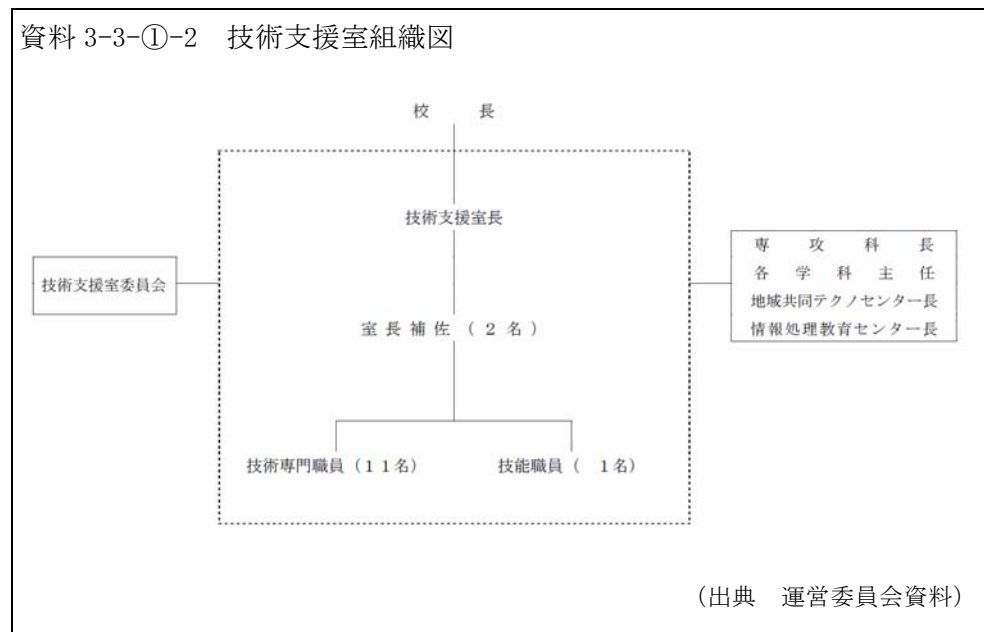 資料 3-3-①-2　技術支援室組織図
校　　長
技術支援室長
技術支援室委員会
専攻科長
各学科主任
地域共同テクノセンター長
情報処理教育センター長
室長補佐（2名）
技術専門職員（11名）
技能職員（　1名）
（出典　運営委員会資料）